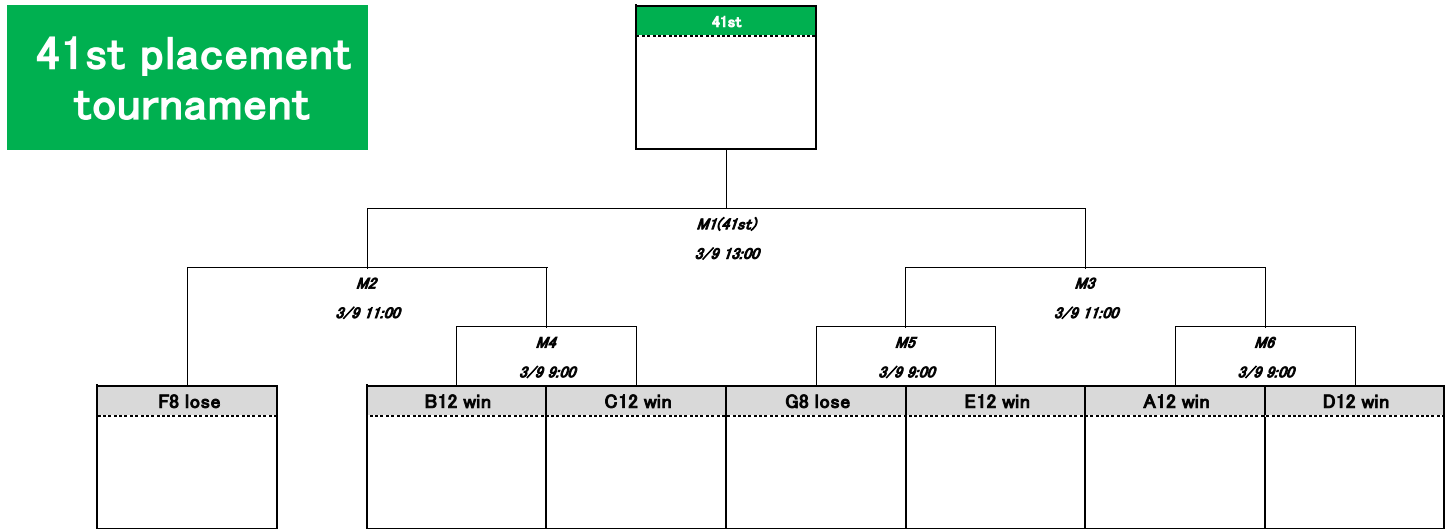 41st placement
tournament
41st
M1(41st)
3/9 13:00
M2
3/9 11:00
M3
3/9 11:00
M4
3/9 9:00
M5
3/9 9:00
M6
3/9 9:00
F8 lose
B12 win
C12 win
G8 lose
E12 win
A12 win
D12 win